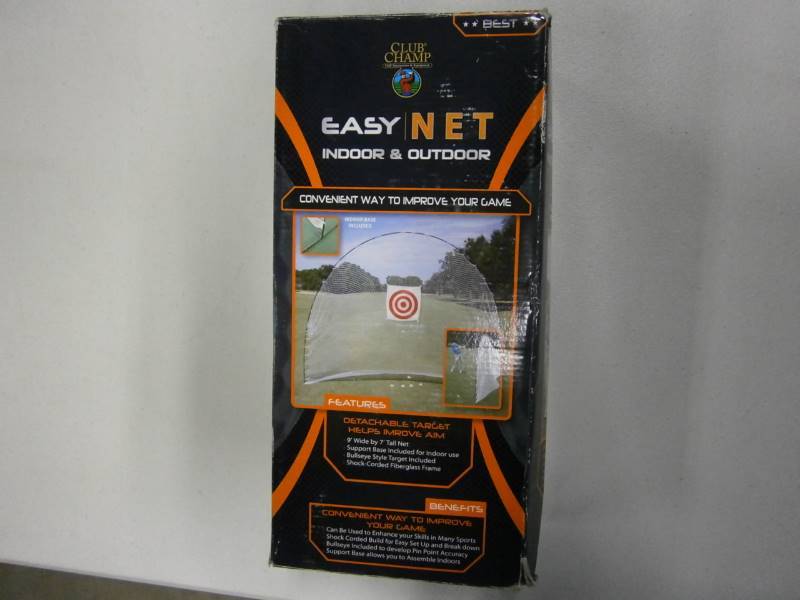 ★★ BEST ★
CLUB
CHAMP
EASY | NET
INDOOR & OUTDOOR
CONVENIENT WAY TO IMPROVE YOUR GAME
INDOOR BASE
INCLUDED
FEATURES
DETACHABLE TARGET
HELPS IMROVE AIM
· 9' Wide by 7' Tall Net
· Support Base Included for Indoor use
· Bullseye Style Target Included
· Shock-Corded Fiberglass Frame
BENEFITS
CONVENIENT WAY TO IMPROVE
YOUR GAME
Can Be Used to Enhance your Skills in Many Sports
Shock Corded Build for Easy Set Up and Break down
Bullseye Included to develop Pin Point Accuracy
Support Base allows you to Assemble Indoors